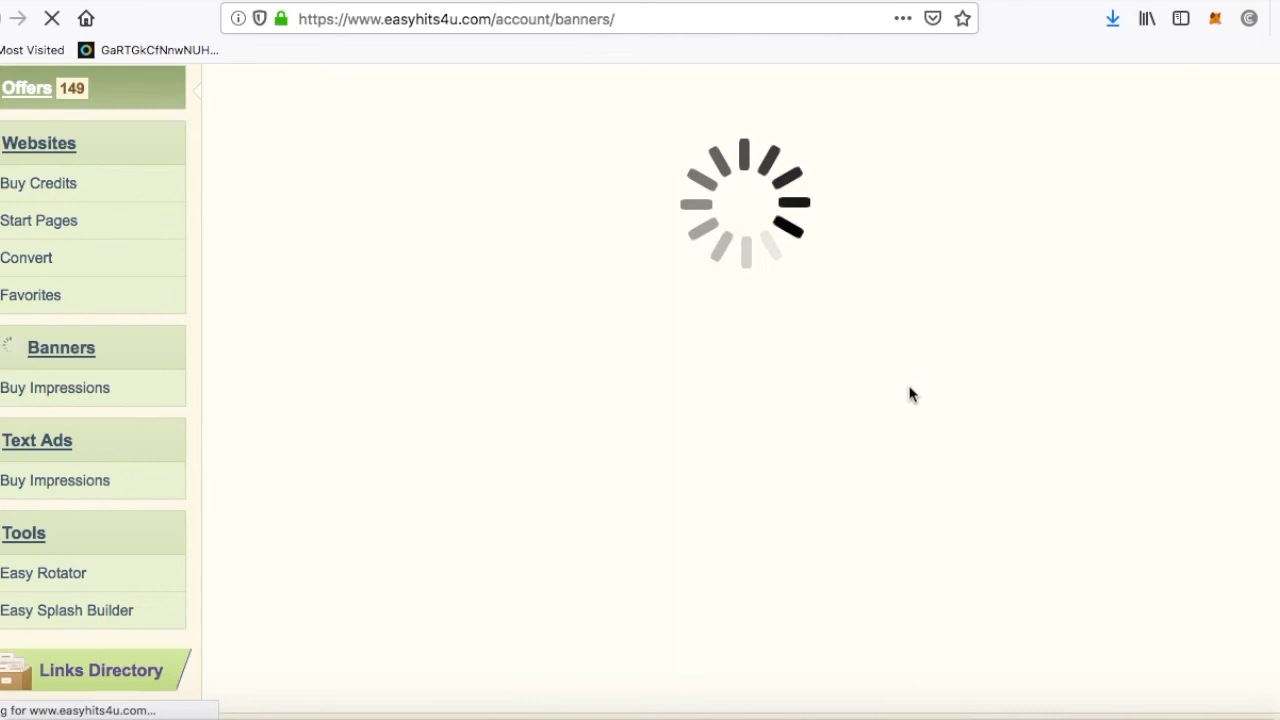 https://www.easyhits4u.com/account/banners/
Most Visited
GaRTGkCfNnwNUH...
Offers 149
Websites
Buy Credits
Start Pages
Convert
Favorites
Banners
Buy Impressions
Text Ads
Buy Impressions
Tools
Easy Rotator
Easy Splash Builder
Links Directory
g for www.easyhits4u.com...